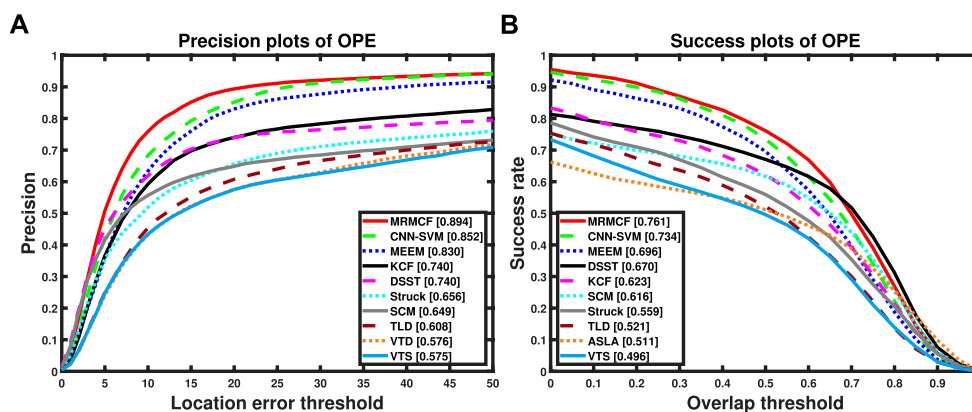 A
Precision plots of OPE
Precision
1
0.9
0.8
0.7
0.6
0.5
0.4
0.3
0.2
0.1
0
0 5 10 15 20 25 30 35 40 45 50
Location error threshold
MRMCF [0.894]
CNN-SVM [0.852]
MEEM [0.830]
KCF [0.740]
DSST [0.740]
Struck [0.656]
SCM [0.649]
TLD [0.608]
VTD [0.576]
VTS [0.575]
B
Success plots of OPE
Success rate
1
0.9
0.8
0.7
0.6
0.5
0.4
0.3
0.2
0.1
0
0 0.1 0.2 0.3 0.4 0.5 0.6 0.7 0.8 0.9
Overlap threshold
MRMCF [0.761]
CNN-SVM [0.734]
MEEM [0.696]
DSST [0.670]
KCF [0.623]
SCM [0.616]
Struck [0.559]
TLD [0.521]
ASLA [0.511]
VTS [0.496]